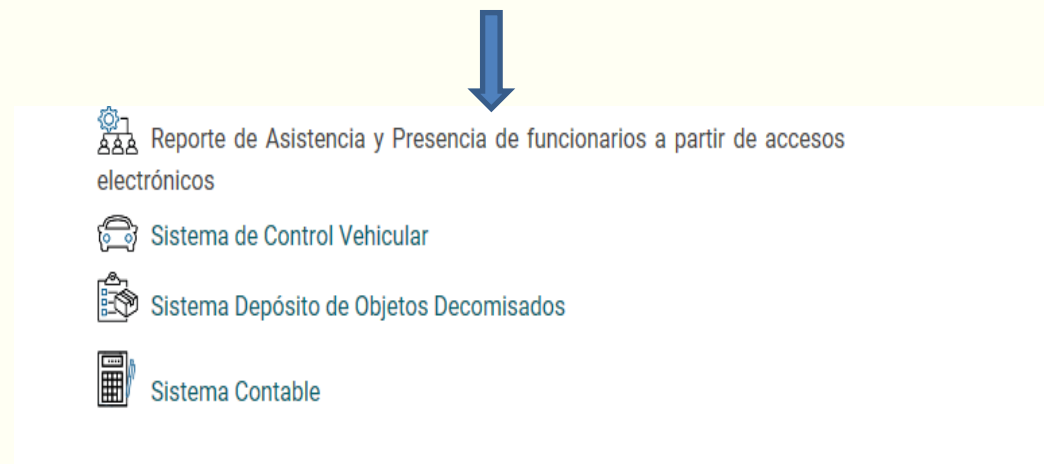 Reporte de Asistencia y Presencia de funcionarios a partir de accesos
electrónicos
Sistema de Control Vehicular
Sistema Depósito de Objetos Decomisados
Sistema Contable